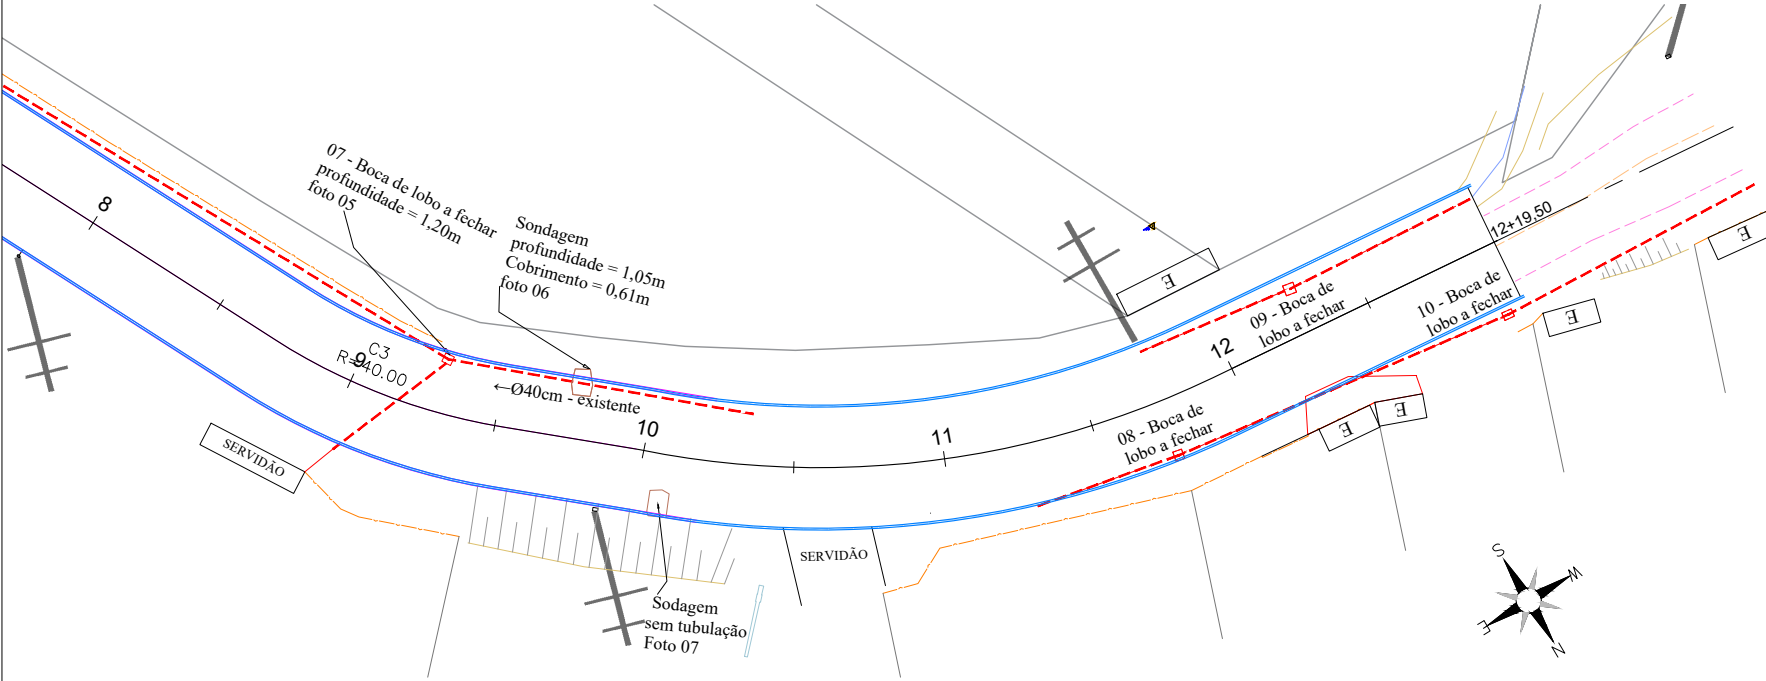 8
07 - Boca de lobo a fechar
profundidade = 1,20m
foto 05
Sondagem
profundidade = 1,05m
Cobrimento = 0,61m
foto 06
C3
R=40.00
9
←Ø40cm - existente
10
11
12
SERVIDÃO
SERVIDÃO
Sodagem
sem tubulação
Foto 07
08 - Boca de
lobo a fechar
09 - Boca de
lobo a fechar
10 - Boca de
lobo a fechar
12+19,50
E
E
E
E
E
S
W
E
N